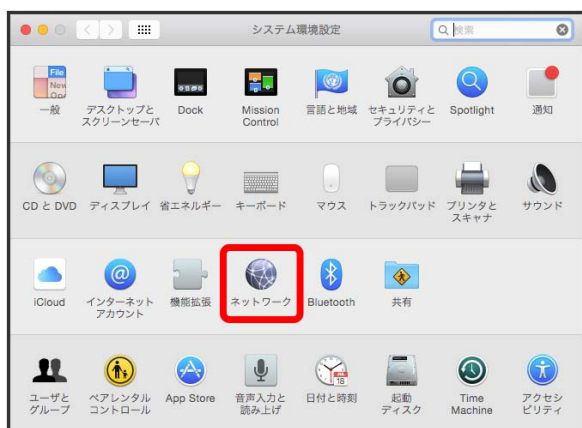 システム環境設定
検索
File
New
一般
デスクトップと
スクリーンセーバ
Dock
Mission
Control
言語と地域
セキュリティと
プライバシー
Spotlight
通知
CD と DVD
ディスプレイ
省エネルギー
キーボード
マウス
トラックパッド
プリンタと
スキャナ
サウンド
iCloud
インターネット
アカウント
機能拡張
ネットワーク
Bluetooth
共有
ユーザと
グループ
ペアレンタル
コントロール
App Store
音声入力と
読み上げ
18
日付と時刻
起動
ディスク
Time
Machine
アクセシ
ビリティ